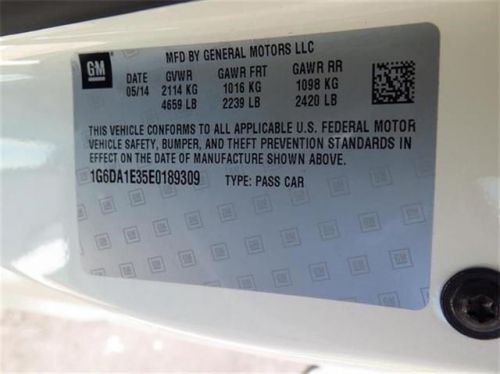 GM
MFD BY GENERAL MOTORS LLC
DATE GVWR GAWR FRT GAWR RR
05/14 2114 KG 1016 KG 1098 KG
4659 LB 2239 LB 2420 LB
THIS VEHICLE CONFORMS TO ALL APPLICABLE U.S. FEDERAL MOTOR
VEHICLE SAFETY, BUMPER, AND THEFT PREVENTION STANDARDS
IN EFFECT ON THE DATE OF MANUFACTURE SHOWN ABOVE.
1G6DA1E35E0189309 TYPE: PASS CAR